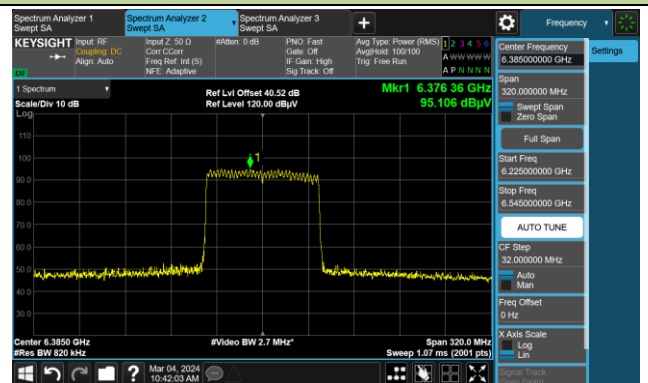 Spectrum Analyzer 1
Swept SA
Spectrum Analyzer 2
Swept SA
Spectrum Analyzer 3
Swept SA
+
Frequency
KEYSIGHT
Input: RF
Coupling: DC
Align: Auto
Input Z: 50 Ω
Corr CCorr
Freq Ref: Int (S)
NFE: Adaptive
#Atten: 0 dB
PNO: Fast
Gate: Off
IF Gain: High
Sig Track: Off
Avg Type: Power (RMS)
Avg|Hold: 100/100
Trig: Free Run
1 2 3 4 5 6
A W W W W W
A P N N N N
LW
1 Spectrum
Scale/Div 10 dB
Log
Ref Lvl Offset 40.52 dB
Ref Level 120.00 dBµV
Mkr1 6.376 36 GHz
95.106 dBµV
110
100
90.0
80.0
70.0
60.0
50.0
40.0
30.0
1
Center 6.3850 GHz
#Res BW 820 kHz
#Video BW 2.7 MHz*
Span 320.0 MHz
Sweep 1.07 ms (2001 pts)
Center Frequency
6.385000000 GHz
Settings
Span
320.000000 MHz
Swept Span
Zero Span
Full Span
Start Freq
6.225000000 GHz
Stop Freq
6.545000000 GHz
AUTO TUNE
CF Step
32.000000 MHz
Auto
Man
Freq Offset
0 Hz
X Axis Scale
Log
Lin
Signal Track
Mar 04, 2024
10:42:03 AM